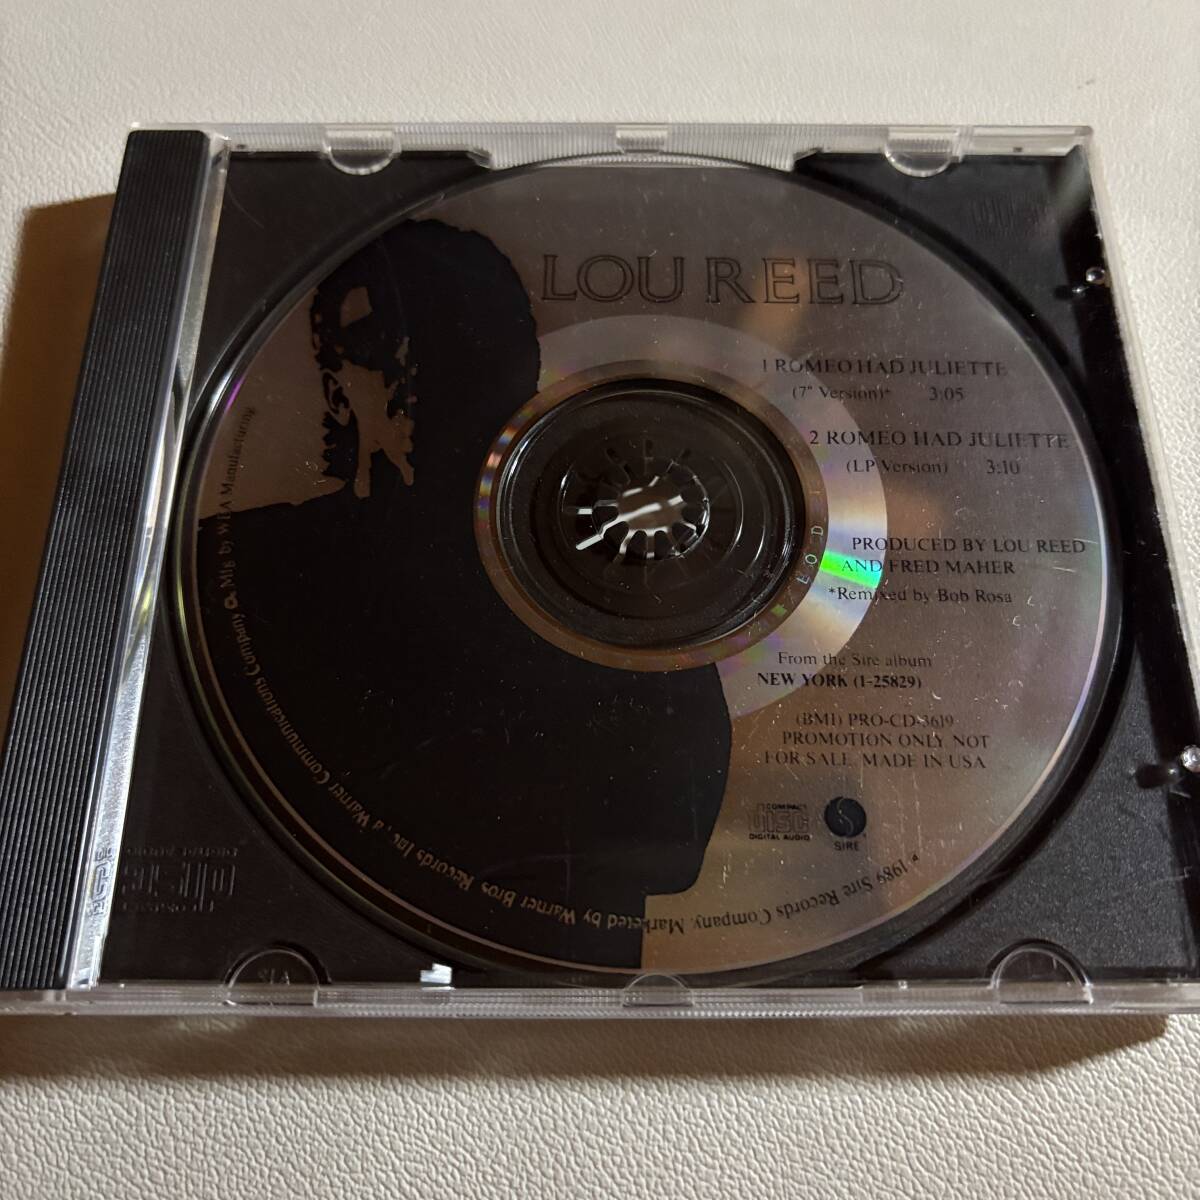 LOU REED
1 ROMEO HAD JULIETTE
(7" Version)* 3:05
2 ROMEO HAD JULIETTE
(LP Version) 3:10
PRODUCED BY LOU REED
AND FRED MAHER
*Remixed by Bob Rosa
From the Sire album
NEW YORK (1-25829)
(BMI) PRO-CD-3619
PROMOTION ONLY. NOT
FOR SALE. MADE IN USA
COMPACT
disc
DIGITAL AUDIO
SIRE
℗ 1989 Sire Records Company. Marketed by Warner Bros Records Inc., a Warner Communications Company Mfg by WEA Manufacturing.